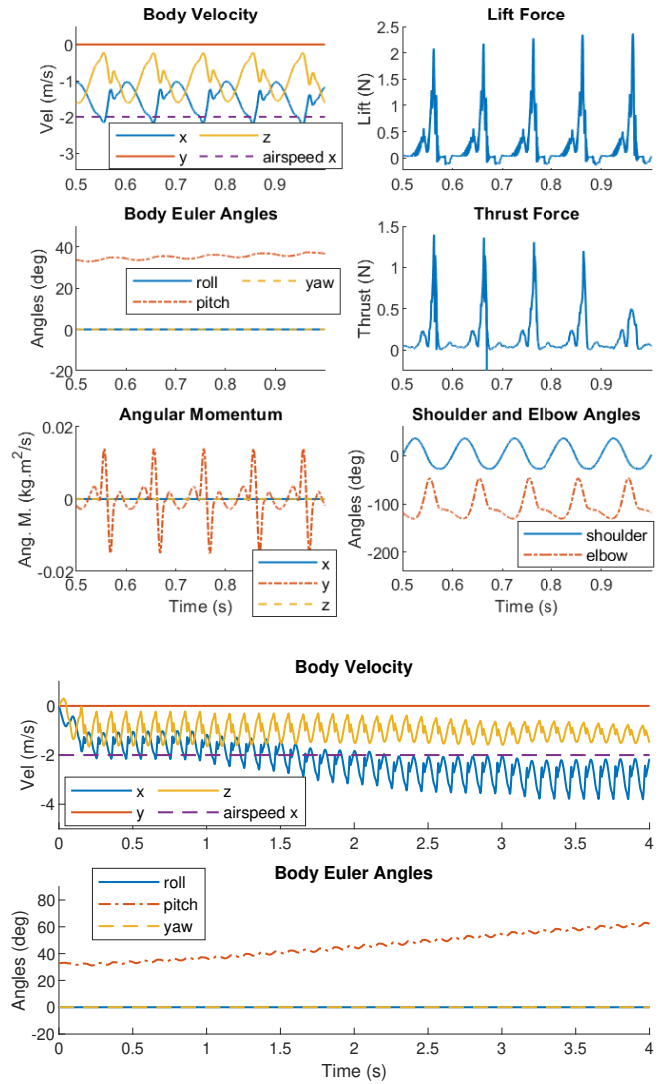 Body Velocity
Vel (m/s)
0
-1
-2
-3
x
z
y
airspeed x
0.5 0.6 0.7 0.8 0.9
Lift Force
Lift (N)
2.5
2
1.5
1
0.5
0
0.5 0.6 0.7 0.8 0.9
Body Euler Angles
Angles (deg)
40
20
0
-20
roll
yaw
pitch
0.5 0.6 0.7 0.8 0.9
Thrust Force
Thrust (N)
1.5
1
0.5
0
0.5 0.6 0.7 0.8 0.9
Angular Momentum
Ang. M. (kg.m²/s)
0.02
0
-0.02
x
y
z
0.5 0.6 0.7 0.8 0.9
Time (s)
Shoulder and Elbow Angles
Angles (deg)
0
-100
-200
shoulder
elbow
0.5 0.6 0.7 0.8 0.9
Time (s)
Body Velocity
Vel (m/s)
0
-2
-4
x
z
y
airspeed x
0 0.5 1 1.5 2 2.5 3 3.5 4
Body Euler Angles
Angles (deg)
80
60
40
20
0
-20
roll
pitch
yaw
0 0.5 1 1.5 2 2.5 3 3.5 4
Time (s)